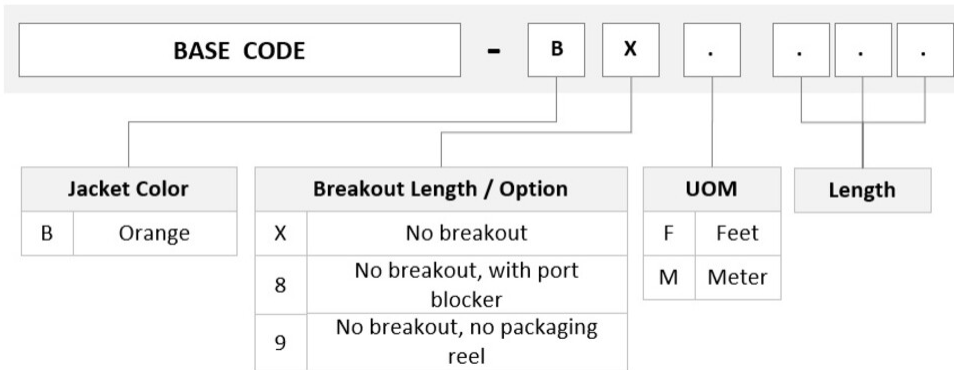 BASE CODE - B X . . . .
Jacket Color
B Orange
Breakout Length / Option
X No breakout
8 No breakout, with port
blocker
9 No breakout, no packaging
reel
UOM
F Feet
M Meter
Length